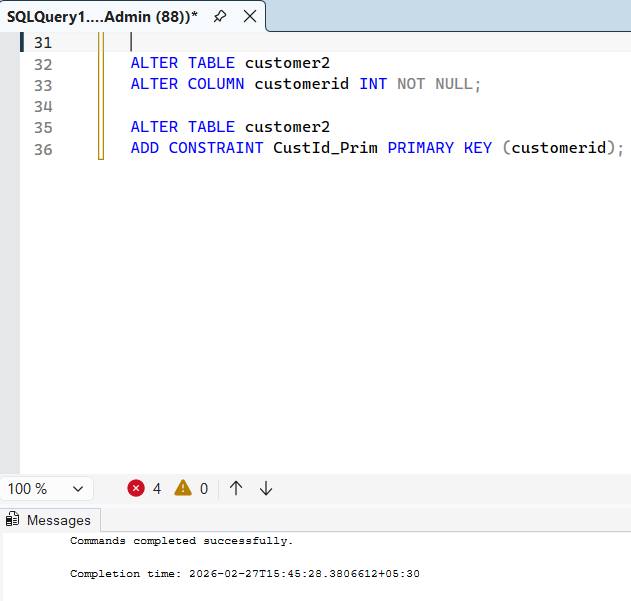 SQLQuery1....Admin (88))*
31
32 ALTER TABLE customer2
33 ALTER COLUMN customerid INT NOT NULL;
34
35 ALTER TABLE customer2
36 ADD CONSTRAINT CustId_Prim PRIMARY KEY (customerid);
100 % 4 0
Messages
Commands completed successfully.
Completion time: 2026-02-27T15:45:28.3806612+05:30